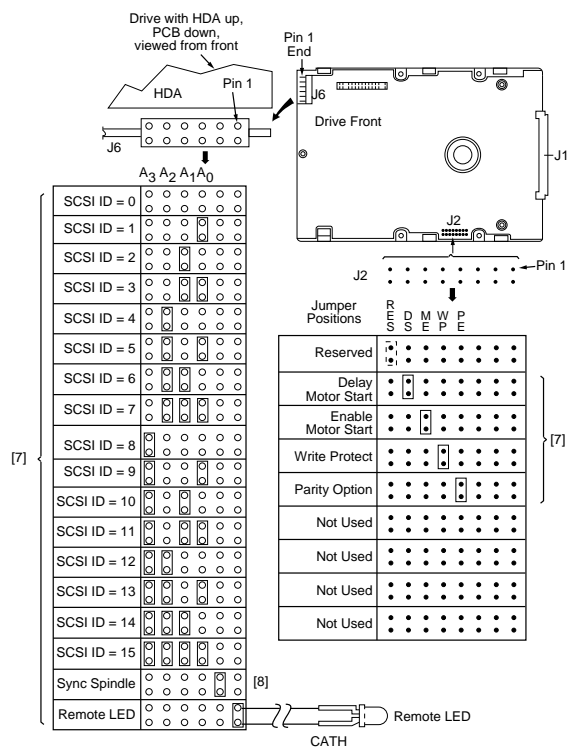 Drive with HDA up,
PCB down,
viewed from front
Pin 1
End
HDA
Pin 1
J6
J6
Drive Front
J1
J2
A3 A2 A1 A0
J2
Pin 1
Jumper
Positions
RES DS ME WP PE
SCSI ID = 0
SCSI ID = 1
SCSI ID = 2
SCSI ID = 3
SCSI ID = 4
SCSI ID = 5
SCSI ID = 6
SCSI ID = 7
[7]
SCSI ID = 8
SCSI ID = 9
SCSI ID = 10
SCSI ID = 11
SCSI ID = 12
SCSI ID = 13
SCSI ID = 14
SCSI ID = 15
Sync Spindle
[8]
Remote LED
Remote LED
CATH
Reserved
Delay
Motor Start
Enable
Motor Start
[7]
Write Protect
Parity Option
Not Used
Not Used
Not Used
Not Used